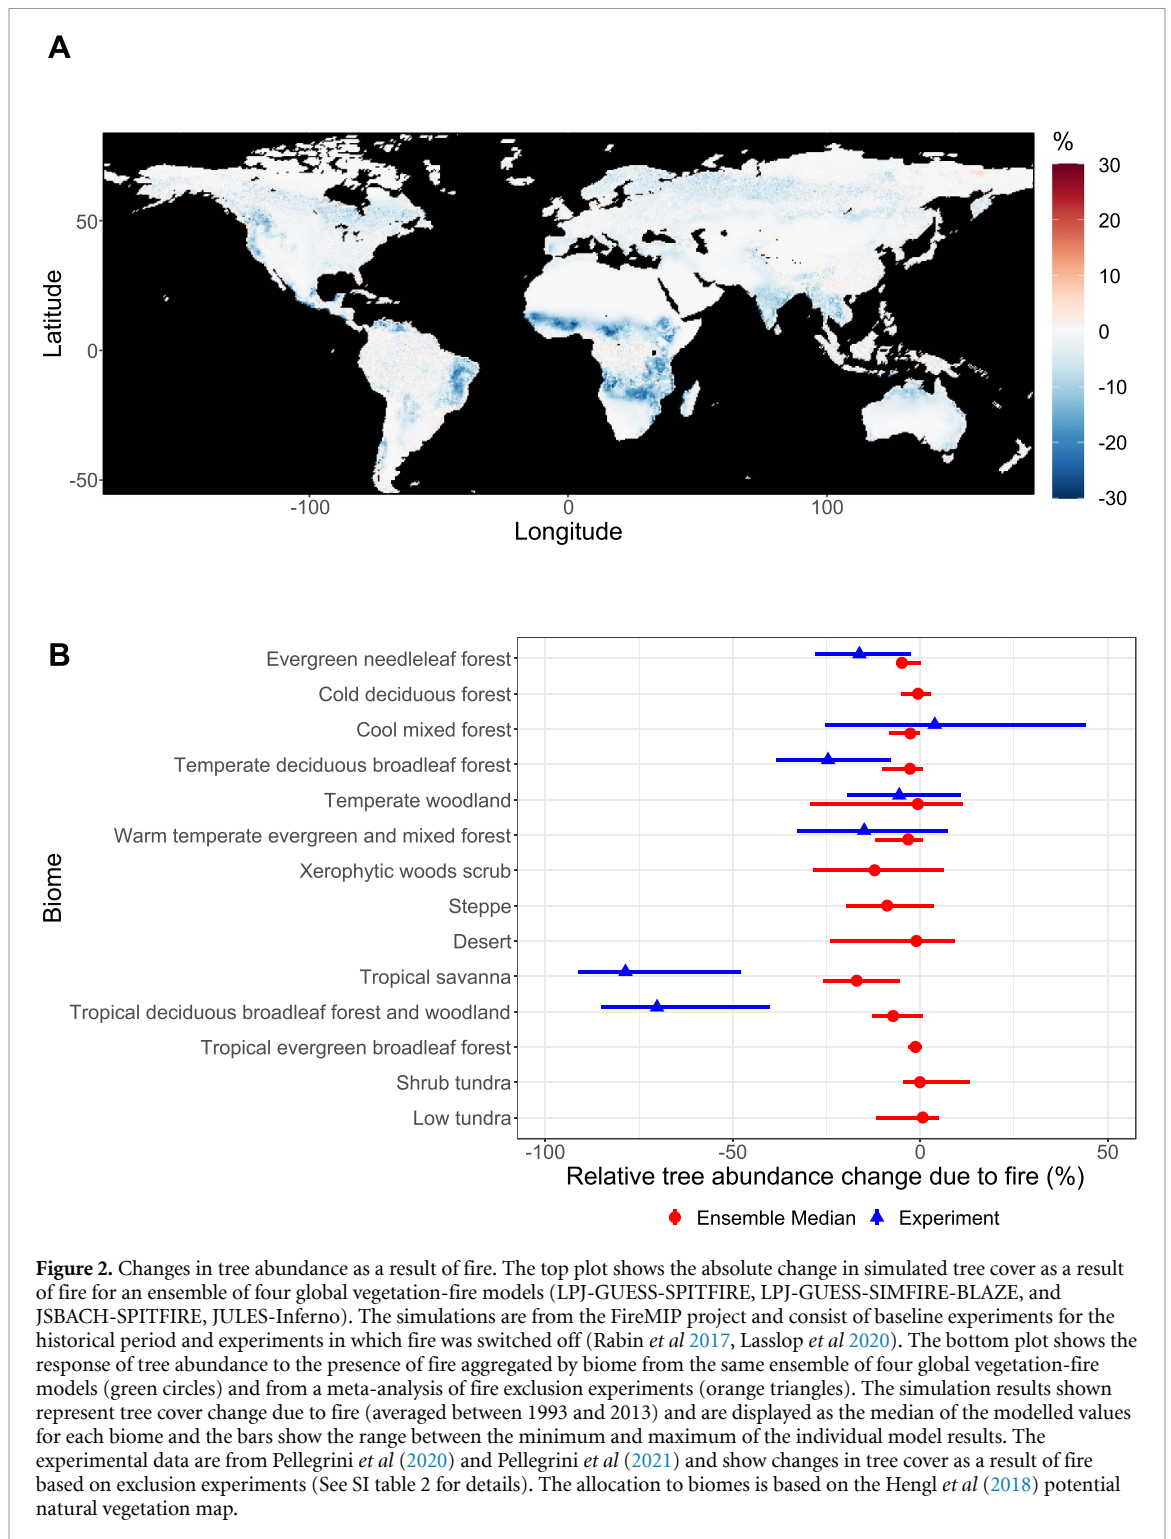 A
%
30
20
10
0
-10
-20
-30
50
0
-50
Latitude
-100
0
100
Longitude
B
Evergreen needleleaf forest
Cold deciduous forest
Cool mixed forest
Temperate deciduous broadleaf forest
Temperate woodland
Warm temperate evergreen and mixed forest
Xerophytic woods scrub
Steppe
Desert
Tropical savanna
Tropical deciduous broadleaf forest and woodland
Tropical evergreen broadleaf forest
Shrub tundra
Low tundra
Biome
-100
-50
0
50
Relative tree abundance change due to fire (%)
Ensemble Median
Experiment
Figure 2. Changes in tree abundance as a result of fire. The top plot shows the absolute change in simulated tree cover as a result
of fire for an ensemble of four global vegetation-fire models (LPJ-GUESS-SPITFIRE, LPJ-GUESS-SIMFIRE-BLAZE, and
JSBACH-SPITFIRE, JULES-Inferno). The simulations are from the FireMIP project and consist of baseline experiments for the
historical period and experiments in which fire was switched off (Rabin et al 2017, Lasslop et al 2020). The bottom plot shows the
response of tree abundance to the presence of fire aggregated by biome from the same ensemble of four global vegetation-fire
models (green circles) and from a meta-analysis of fire exclusion experiments (orange triangles). The simulation results shown
represent tree cover change due to fire (averaged between 1993 and 2013) and are displayed as the median of the modelled values
for each biome and the bars show the range between the minimum and maximum of the individual model results. The
experimental data are from Pellegrini et al (2020) and Pellegrini et al (2021) and show changes in tree cover as a result of fire
based on exclusion experiments (See SI table 2 for details). The allocation to biomes is based on the Hengl et al (2018) potential
natural vegetation map.